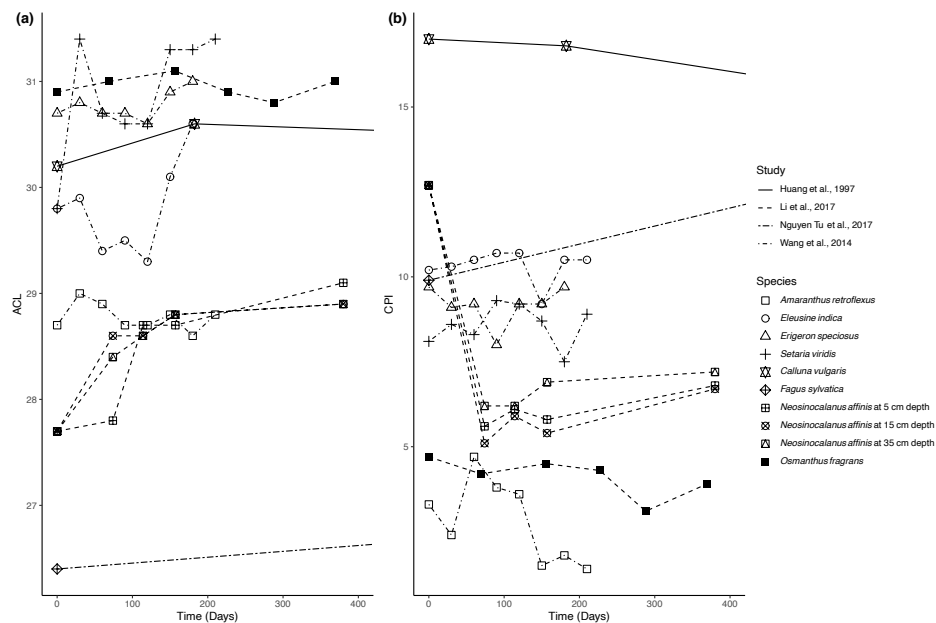 (a)
ACL
31
30
29
28
27
0
100
200
300
400
Time (Days)
(b)
CPI
15
10
5
0
100
200
300
400
Time (Days)
Study
Huang et al., 1997
Li et al., 2017
Nguyen Tu et al., 2017
Wang et al., 2014
Species
Amaranthus retroflexus
Eleusine indica
Erigeron speciosus
Setaria viridis
Calluna vulgaris
Fagus sylvatica
Neosinocalanus affinis at 5 cm depth
Neosinocalanus affinis at 15 cm depth
Neosinocalanus affinis at 35 cm depth
Osmanthus fragrans